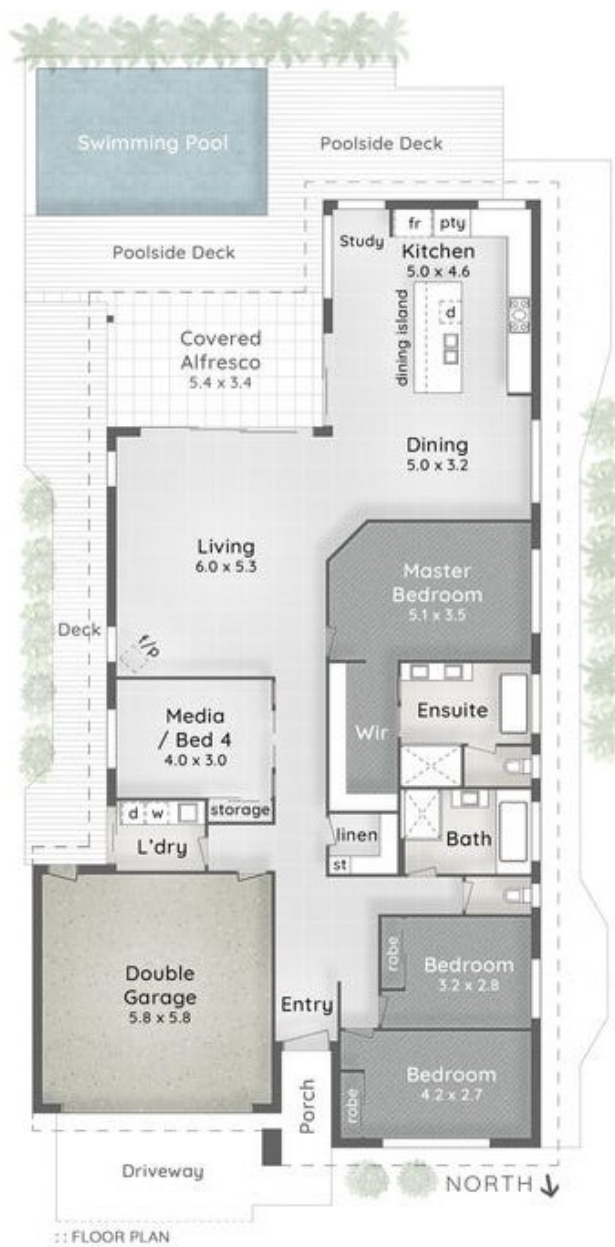 Swimming Pool
Poolside Deck
Poolside Deck
Study
fr
pty
Kitchen
5.0 x 4.6
dining island
d
Covered
Alfresco
5.4 x 3.4
Dining
5.0 x 3.2
Living
6.0 x 5.3
Master
Bedroom
5.1 x 3.5
Deck
f/p
Media
/ Bed 4
4.0 x 3.0
Wir
Ensuite
storage
d
w
L'dry
linen
st
Bath
Double
Garage
5.8 x 5.8
robe
Bedroom
3.2 x 2.8
Entry
Bedroom
4.2 x 2.7
robe
Porch
Driveway
NORTH
:: FLOOR PLAN